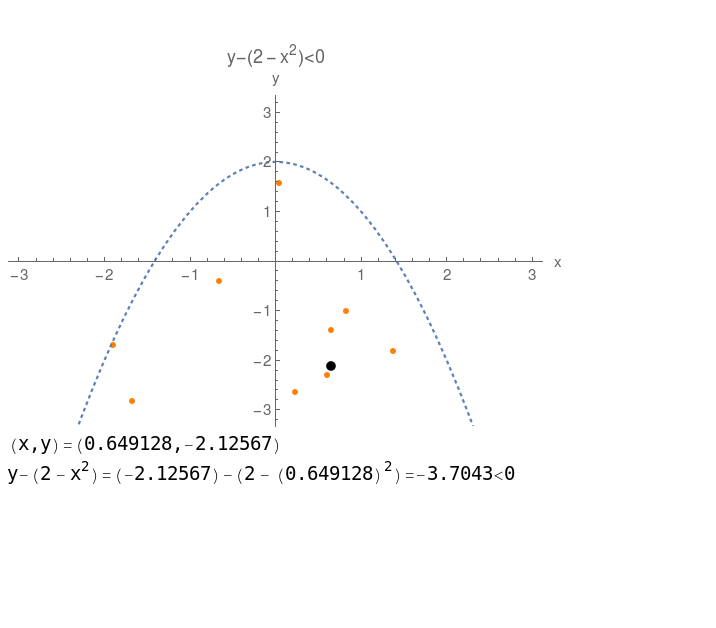 y−(2−x²)<0
y
3
2
1
−3 −2 −1 1 2 3 x
−1
−2
−3
(x,y)=(0.649128,−2.12567)
y−(2−x²)=(−2.12567)−(2−(0.649128)²)=−3.7043<0